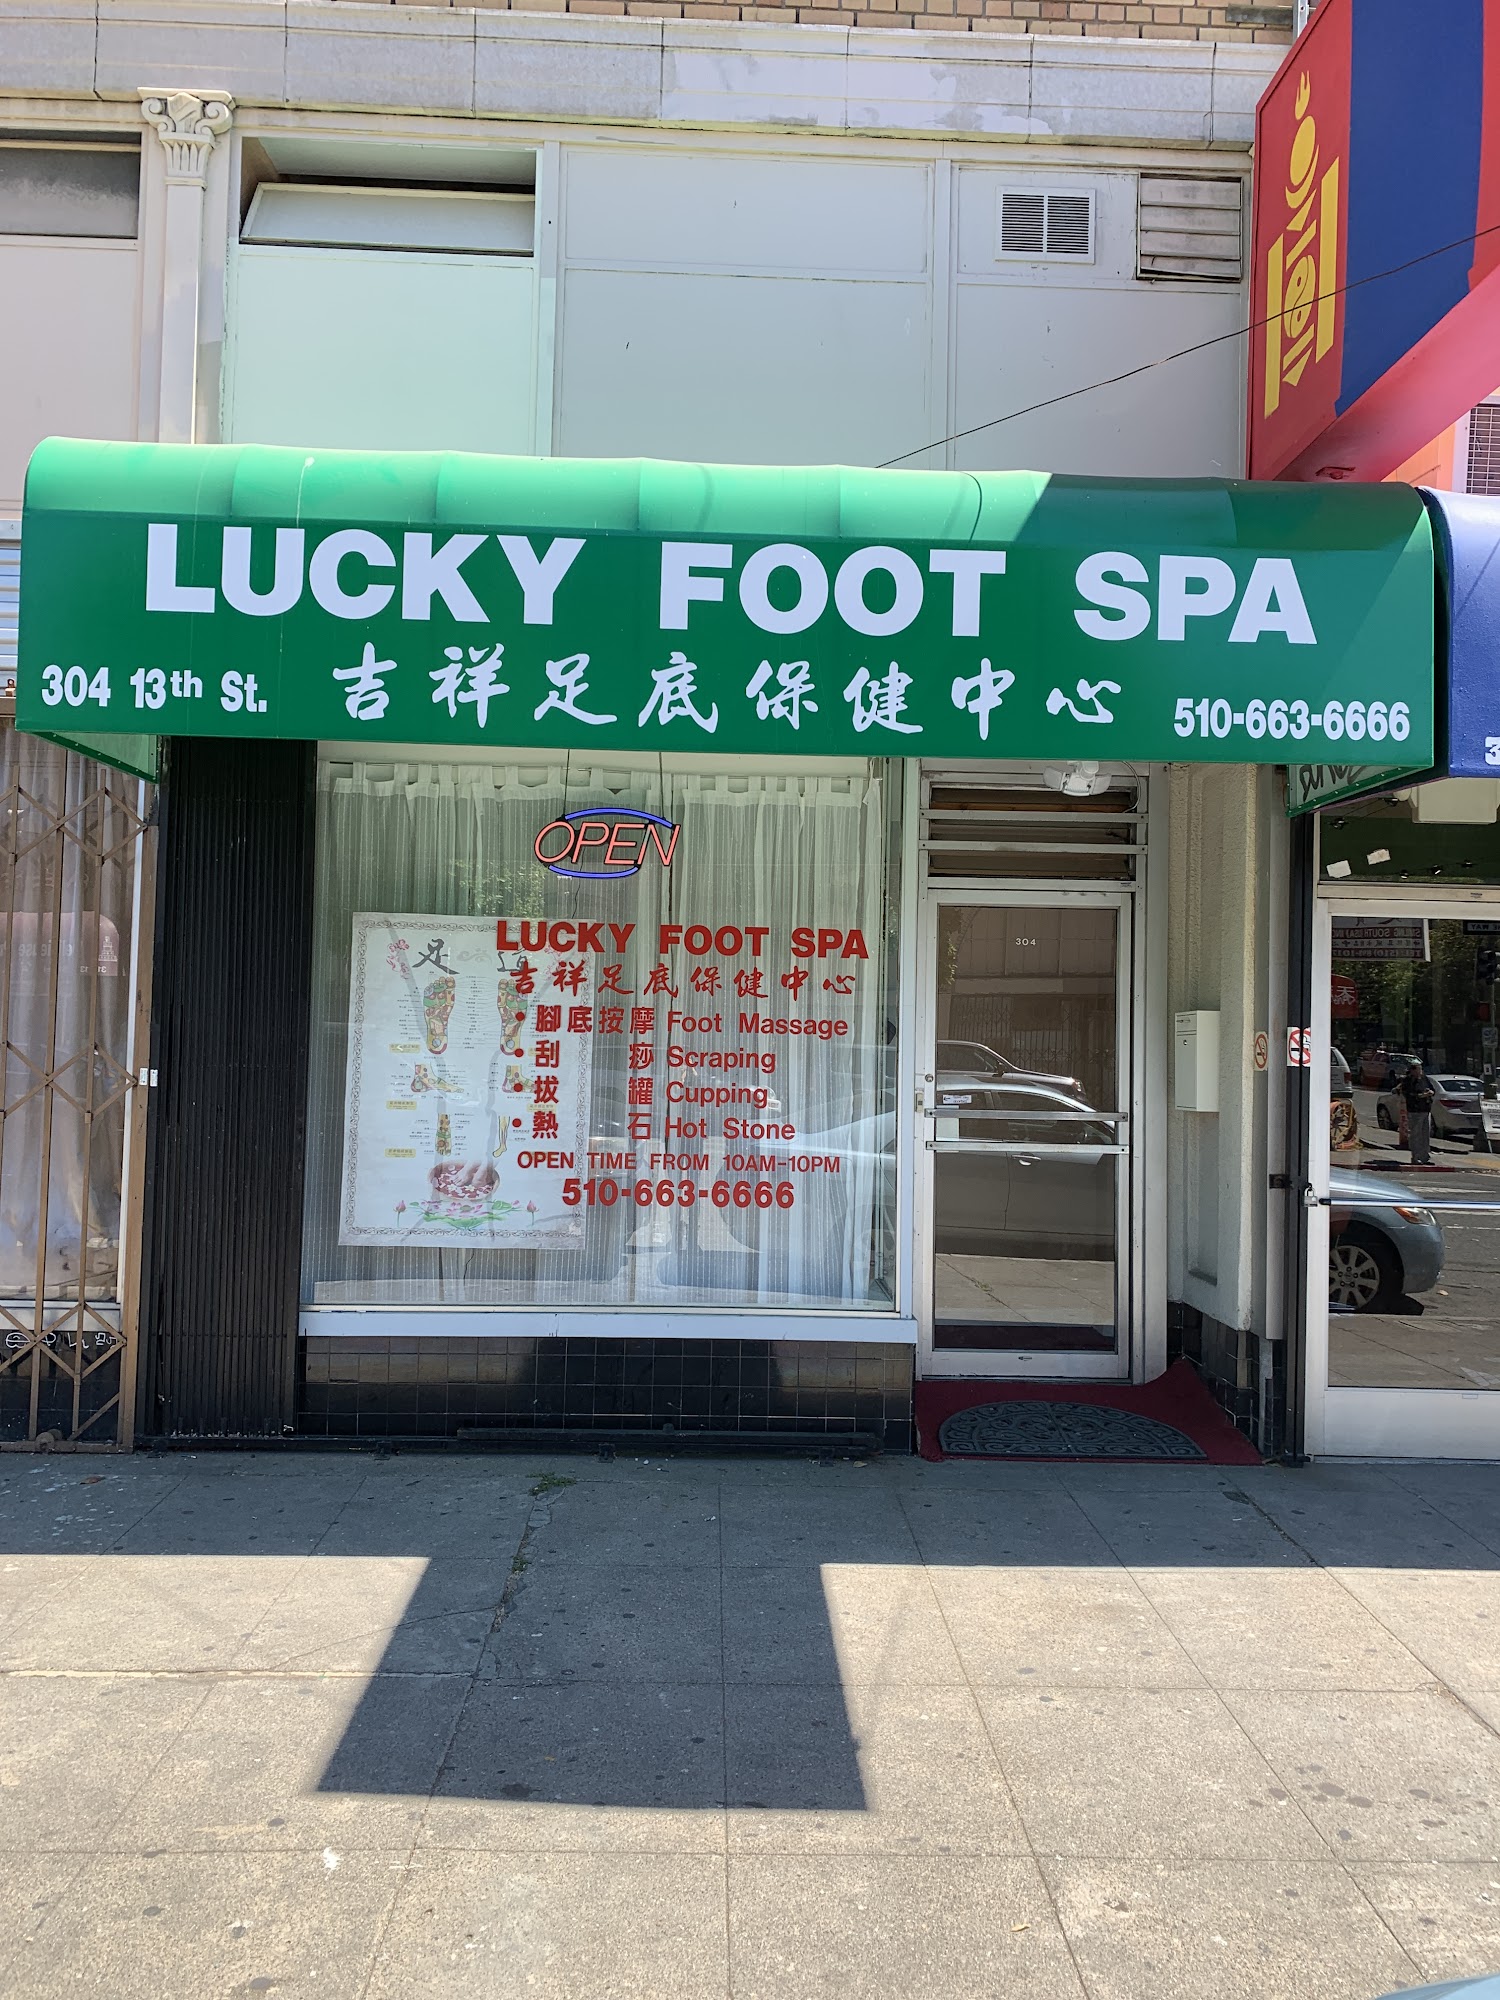 LUCKY FOOT SPA
304 13th St. 吉祥足底保健中心 510-663-6666
OPEN
足 道
LUCKY FOOT SPA
吉祥足底保健中心
• 腳底按摩 Foot Massage
• 刮痧 Scraping
• 拔罐 Cupping
• 熱石 Hot Stone
OPEN TIME FROM 10AM-10PM
510-663-6666
304